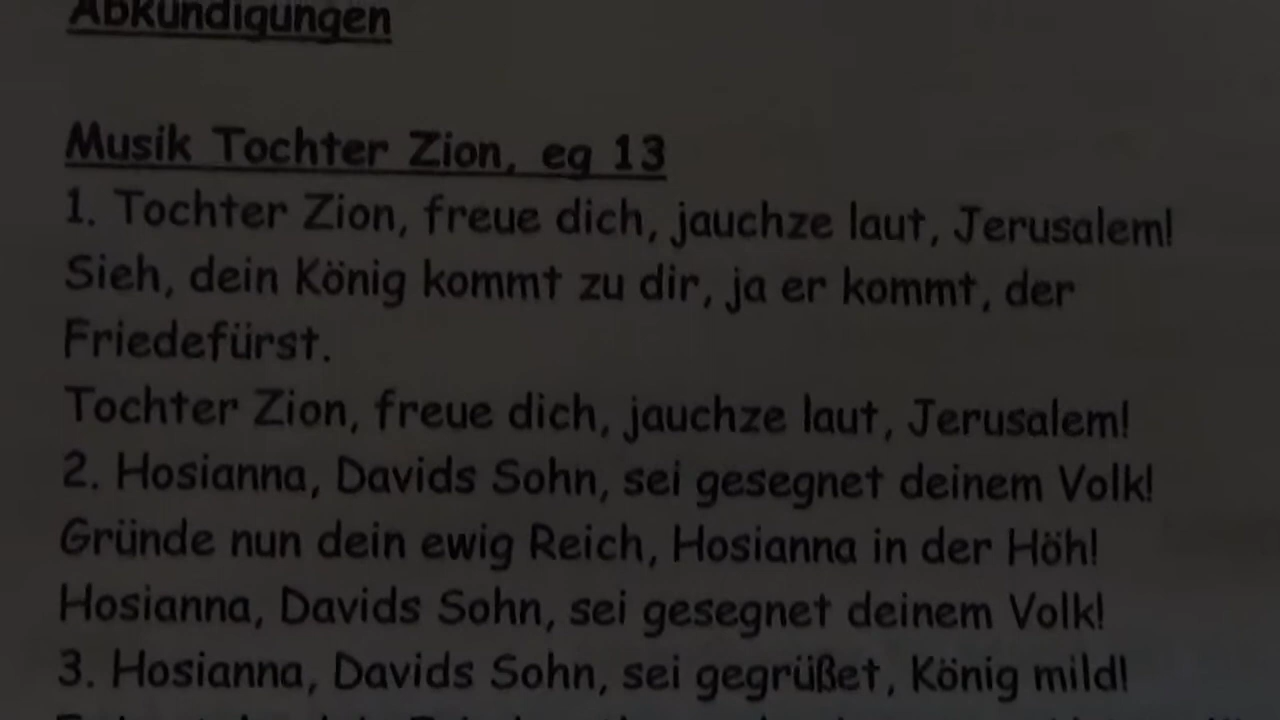 Abkündigungen
Musik Tochter Zion, eg 13
1. Tochter Zion, freue dich, jauchze laut, Jerusalem!
Sieh, dein König kommt zu dir, ja er kommt, der
Friedefürst.
Tochter Zion, freue dich, jauchze laut, Jerusalem!
2. Hosianna, Davids Sohn, sei gesegnet deinem Volk!
Gründe nun dein ewig Reich, Hosianna in der Höh!
Hosianna, Davids Sohn, sei gesegnet deinem Volk!
3. Hosianna, Davids Sohn, sei gegrüßet, König mild!